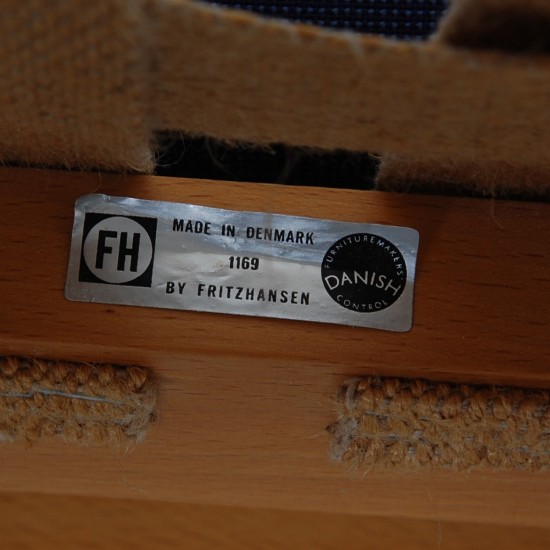 FH
MADE IN DENMARK
1169
BY FRITZHANSEN
FURNITUREMAKERS
DANISH
CONTROL